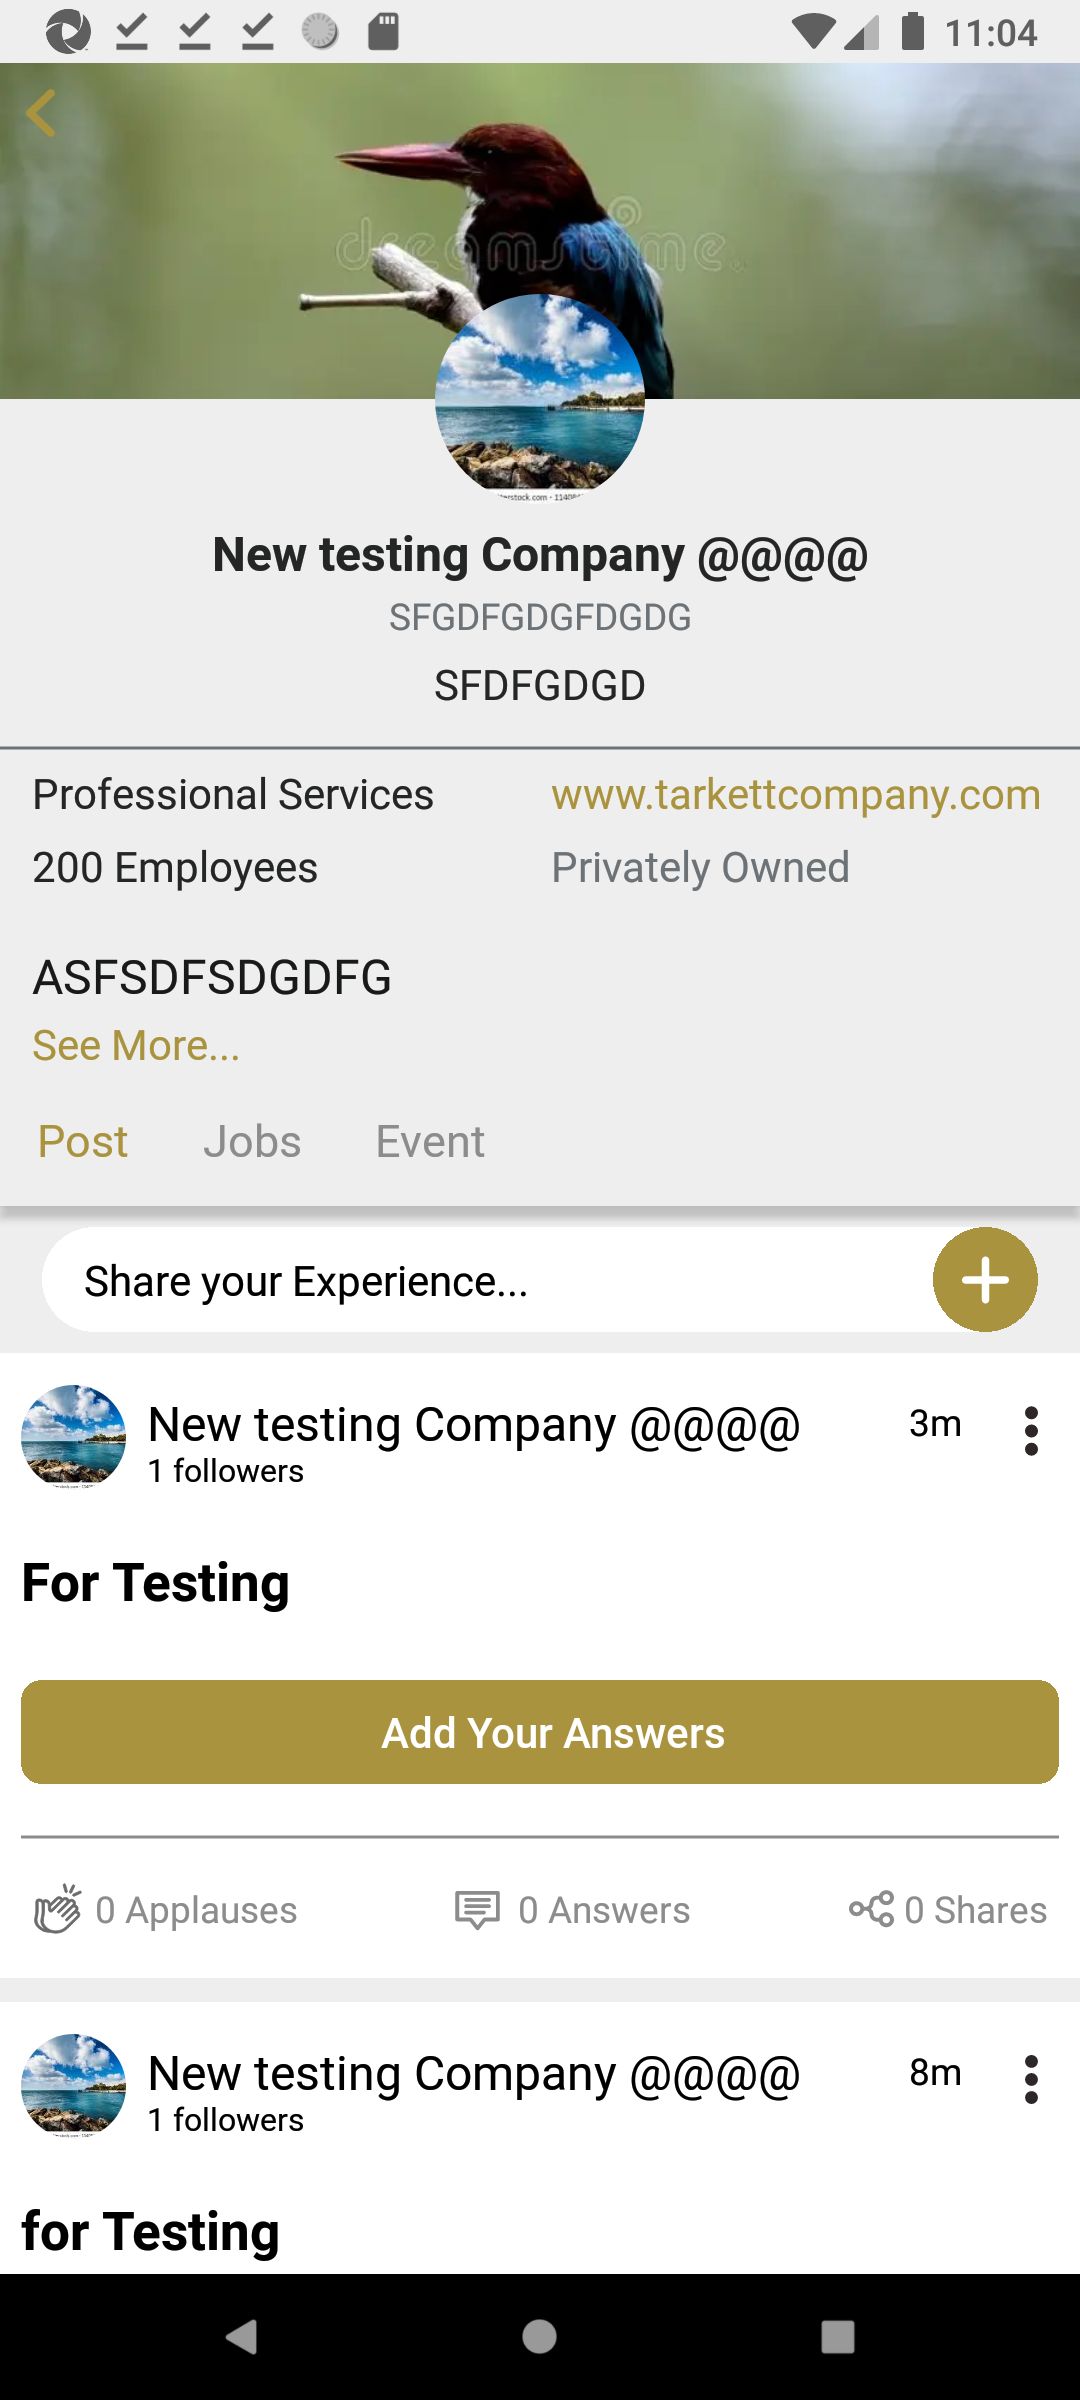 11:04
dreamstime.
New testing Company @@@@
SFGDFGDGFDGDG
SFDFGDGD
Professional Services
www.tarkettcompany.com
200 Employees
Privately Owned
ASFSDFSDGDFG
See More...
Post Jobs Event
Share your Experience...
New testing Company @@@@ 3m
1 followers
For Testing
Add Your Answers
0 Applauses 0 Answers 0 Shares
New testing Company @@@@ 8m
1 followers
for Testing